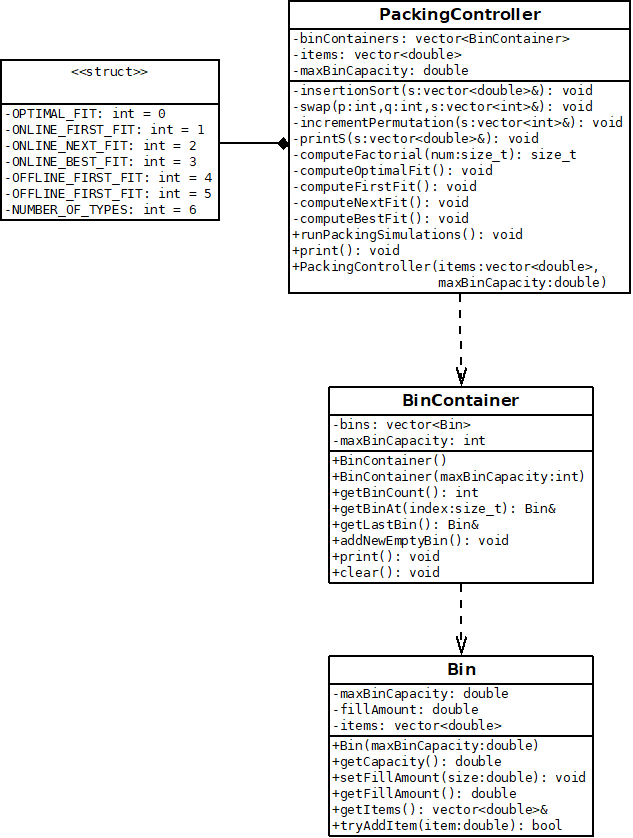 <<struct>>
-OPTIMAL_FIT: int = 0
-ONLINE_FIRST_FIT: int = 1
-ONLINE_NEXT_FIT: int = 2
-ONLINE_BEST_FIT: int = 3
-OFFLINE_FIRST_FIT: int = 4
-OFFLINE_FIRST_FIT: int = 5
-NUMBER_OF_TYPES: int = 6
PackingController
-binContainers: vector<BinContainer>
-items: vector<double>
-maxBinCapacity: double
-insertionSort(s:vector<double>&): void
-swap(p:int,q:int,s:vector<int>&): void
-incrementPermutation(s:vector<int>&): void
-printS(s:vector<double>&): void
-computeFactorial(num:size_t): size_t
-computeOptimalFit(): void
-computeFirstFit(): void
-computeNextFit(): void
-computeBestFit(): void
+runPackingSimulations(): void
+print(): void
+PackingController(items:vector<double>,
maxBinCapacity:double)
BinContainer
-bins: vector<Bin>
-maxBinCapacity: int
+BinContainer()
+BinContainer(maxBinCapacity:int)
+getBinCount(): int
+getBinAt(index:size_t): Bin&
+getLastBin(): Bin&
+addNewEmptyBin(): void
+print(): void
+clear(): void
Bin
-maxBinCapacity: double
-fillAmount: double
-items: vector<double>
+Bin(maxBinCapacity:double)
+getCapacity(): double
+setFillAmount(size:double): void
+getFillAmount(): double
+getItems(): vector<double>&
+tryAddItem(item:double): bool